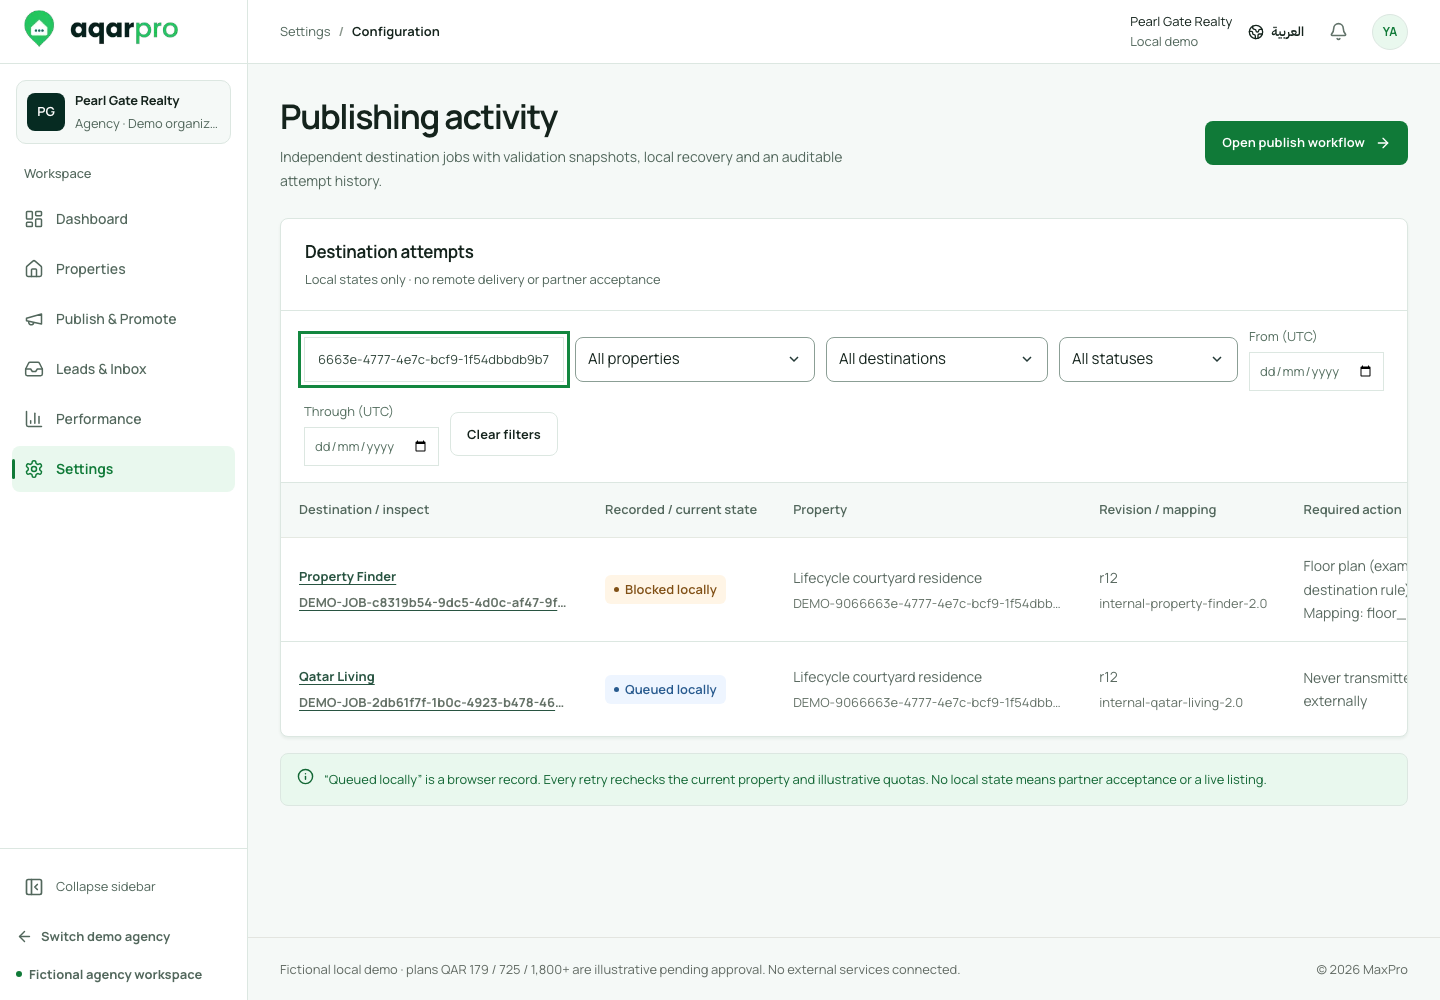 aqarpro
Settings / Configuration
Pearl Gate Realty
Local demo
العربية
YA
PG
Pearl Gate Realty
Agency · Demo organiz...
Workspace
Dashboard
Properties
Publish & Promote
Leads & Inbox
Performance
Settings
Collapse sidebar
Switch demo agency
Fictional agency workspace
Publishing activity
Independent destination jobs with validation snapshots, local recovery and an auditable
attempt history.
Open publish workflow
Destination attempts
Local states only · no remote delivery or partner acceptance
6663e-4777-4e7c-bcf9-1f54dbbdb9b7
All properties
All destinations
All statuses
From (UTC)
dd/mm/yyyy
Through (UTC)
dd/mm/yyyy
Clear filters
Destination / inspect
Recorded / current state
Property
Revision / mapping
Required action
Property Finder
DEMO-JOB-c8319b54-9dc5-4d0c-af47-9f...
Blocked locally
Lifecycle courtyard residence
DEMO-9066663e-4777-4e7c-bcf9-1f54dbb...
r12
internal-property-finder-2.0
Floor plan (exam
destination rule)
Mapping: floor_
Qatar Living
DEMO-JOB-2db61f7f-1b0c-4923-b478-46...
Queued locally
Lifecycle courtyard residence
DEMO-9066663e-4777-4e7c-bcf9-1f54dbb...
r12
internal-qatar-living-2.0
Never transmitte
externally
“Queued locally” is a browser record. Every retry rechecks the current property and illustrative quotas. No local state means partner acceptance or a live listing.
Fictional local demo · plans QAR 179 / 725 / 1,800+ are illustrative pending approval. No external services connected.
© 2026 MaxPro